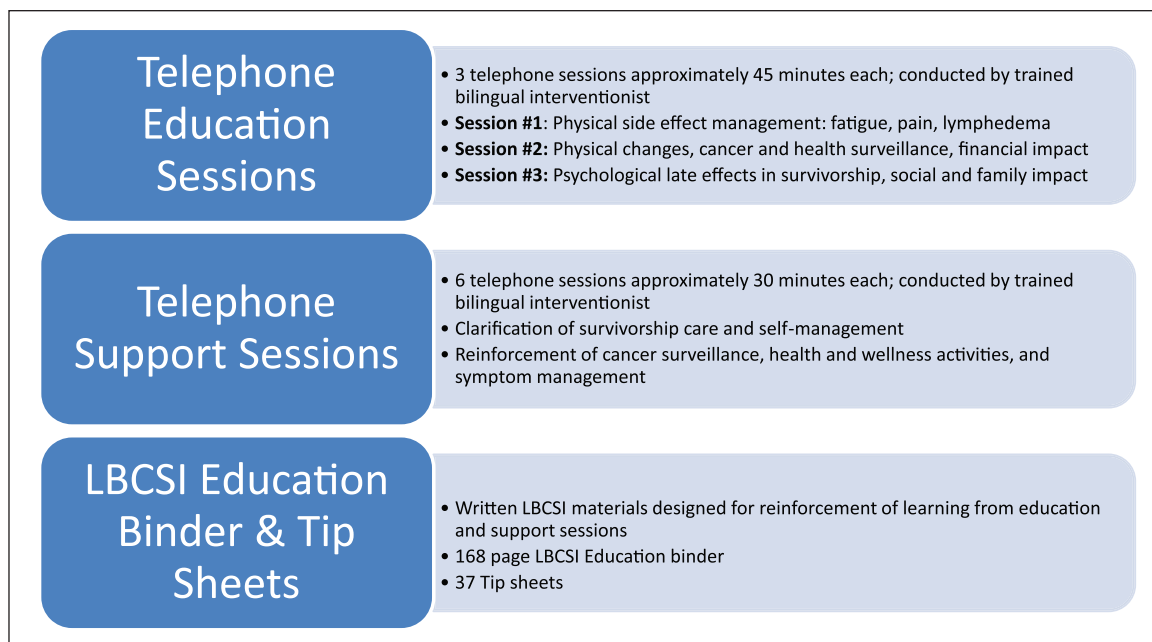 Telephone
Education
Sessions
• 3 telephone sessions approximately 45 minutes each; conducted by trained
bilingual interventionist
• Session #1: Physical side effect management: fatigue, pain, lymphedema
• Session #2: Physical changes, cancer and health surveillance, financial impact
• Session #3: Psychological late effects in survivorship, social and family impact
Telephone
Support Sessions
• 6 telephone sessions approximately 30 minutes each; conducted by trained
bilingual interventionist
• Clarification of survivorship care and self-management
• Reinforcement of cancer surveillance, health and wellness activities, and
symptom management
LBCSI Education
Binder & Tip
Sheets
• Written LBCSI materials designed for reinforcement of learning from education
and support sessions
• 168 page LBCSI Education binder
• 37 Tip sheets